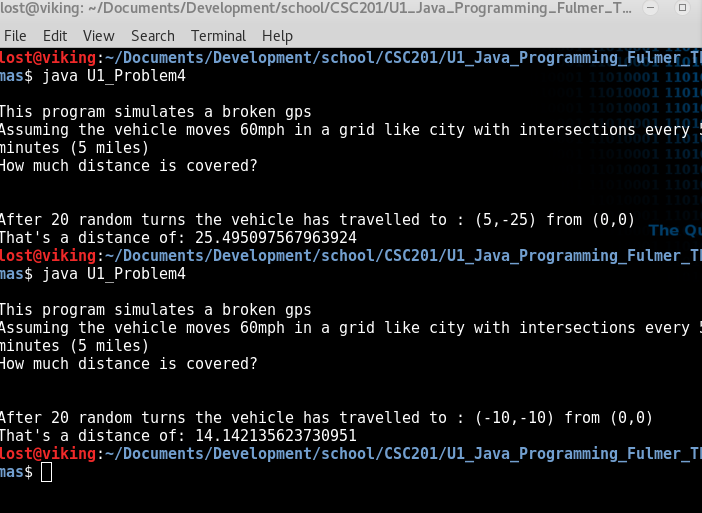 lost@viking: ~/Documents/Development/school/CSC201/U1_Java_Programming_Fulmer_T...
File Edit View Search Terminal Help
lost@viking:~/Documents/Development/school/CSC201/U1_Java_Programming_Fulmer_Th
mas$ java U1_Problem4
This program simulates a broken gps
Assuming the vehicle moves 60mph in a grid like city with intersections every 5
minutes (5 miles)
How much distance is covered?
After 20 random turns the vehicle has travelled to : (5,-25) from (0,0)
That's a distance of: 25.495097567963924
The Qu
lost@viking:~/Documents/Development/school/CSC201/U1_Java_Programming_Fulmer_Th
mas$ java U1_Problem4
This program simulates a broken gps
Assuming the vehicle moves 60mph in a grid like city with intersections every 5
minutes (5 miles)
How much distance is covered?
After 20 random turns the vehicle has travelled to : (-10,-10) from (0,0)
That's a distance of: 14.142135623730951
lost@viking:~/Documents/Development/school/CSC201/U1_Java_Programming_Fulmer_Th
mas$